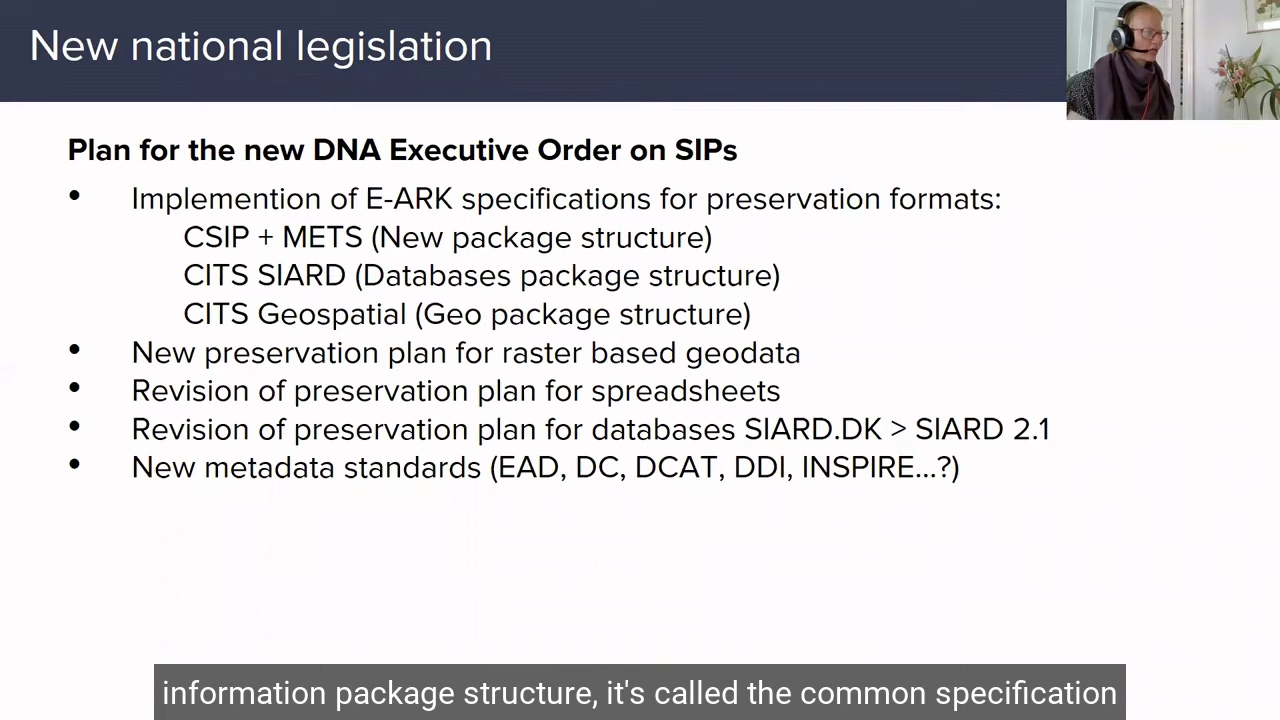 New national legislation
Plan for the new DNA Executive Order on SIPs
• Implemention of E-ARK specifications for preservation formats:
CSIP + METS (New package structure)
CITS SIARD (Databases package structure)
CITS Geospatial (Geo package structure)
• New preservation plan for raster based geodata
• Revision of preservation plan for spreadsheets
• Revision of preservation plan for databases SIARD.DK > SIARD 2.1
• New metadata standards (EAD, DC, DCAT, DDI, INSPIRE...?)
information package structure, it's called the common specification